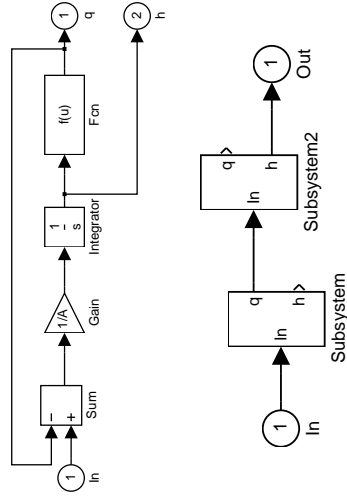 1
In
−
+
Sum
1/A
Gain
1
s
Integrator
f(u)
Fcn
1
q
2
h
1
In
In
q
h
Subsystem
In
q
h
Subsystem2
1
Out